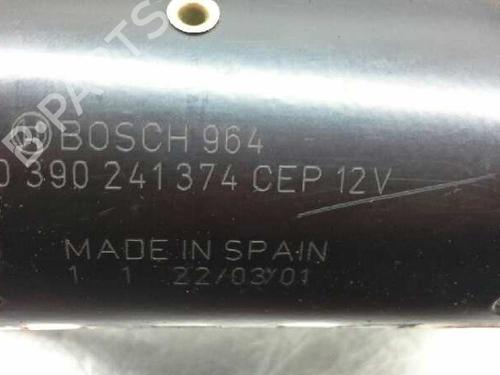 BOSCH 964
0 390 241 374 CEP 12V
MADE IN SPAIN
1 1 22/03/01